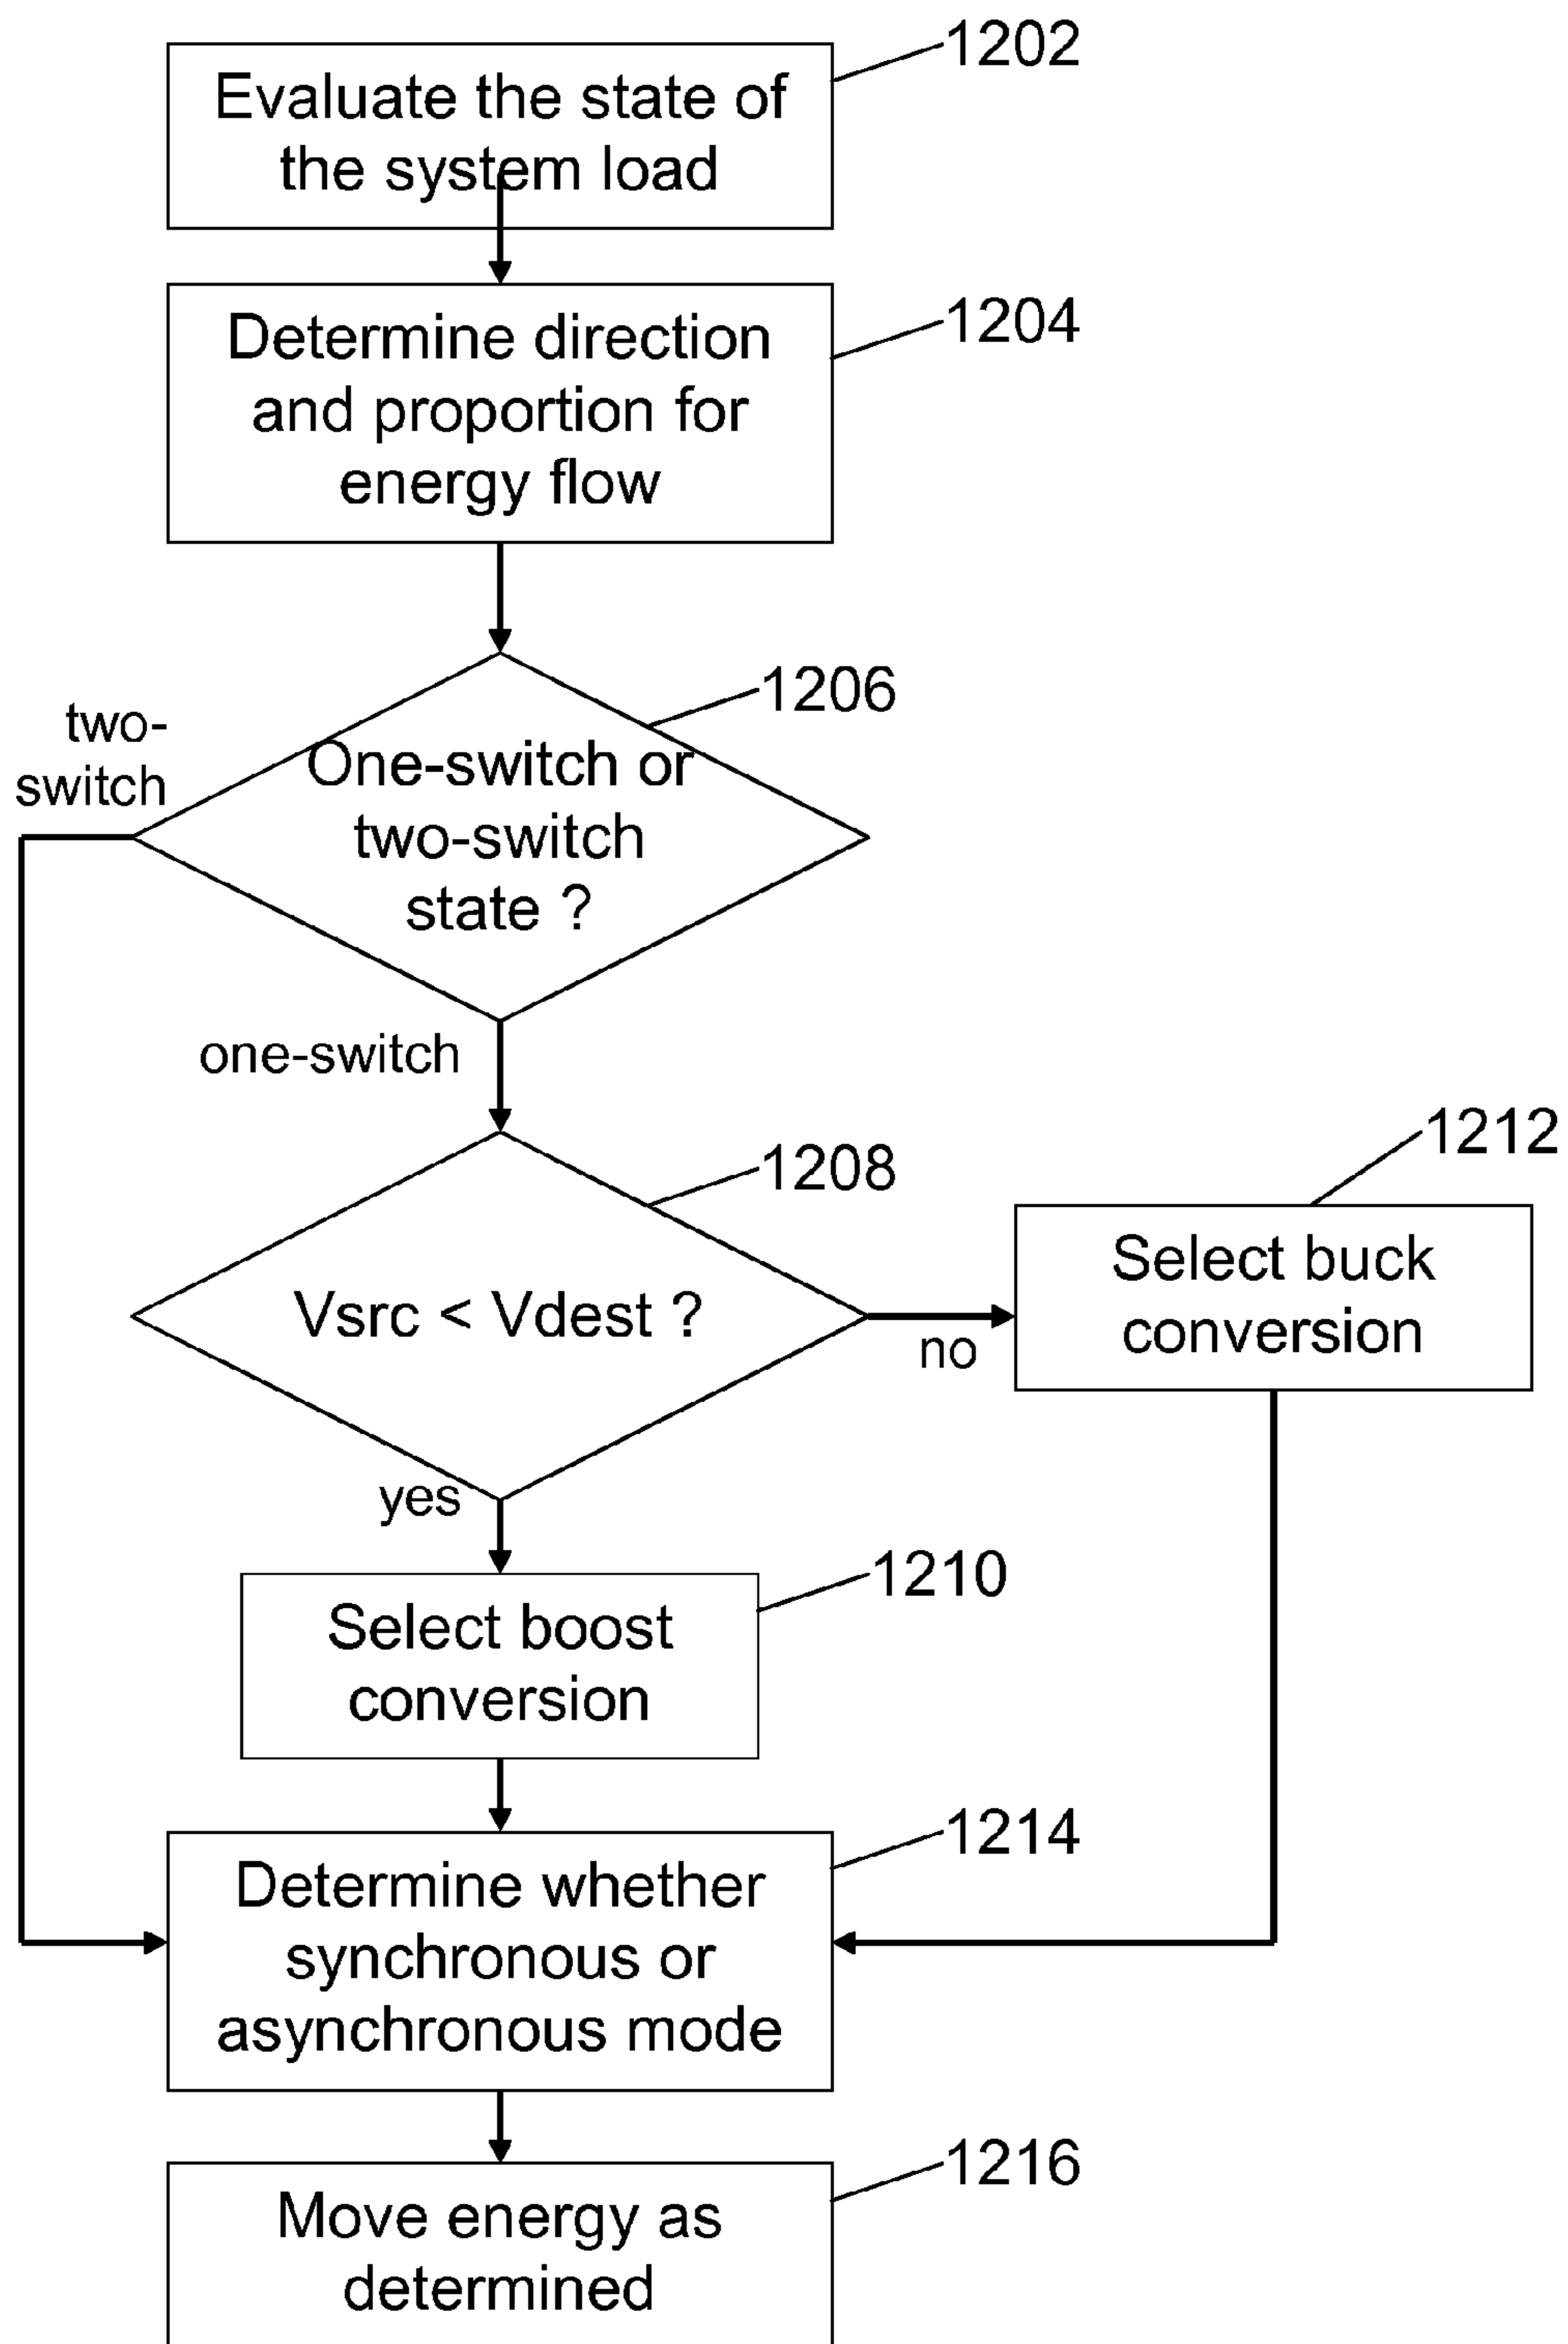 1202
Evaluate the state of
the system load
1204
Determine direction
and proportion for
energy flow
1206
two-
switch
One-switch or
two-switch
state ?
one-switch
1208
Vsrc < Vdest ?
no
1212
Select buck
conversion
yes
1210
Select boost
conversion
1214
Determine whether
synchronous or
asynchronous mode
1216
Move energy as
determined